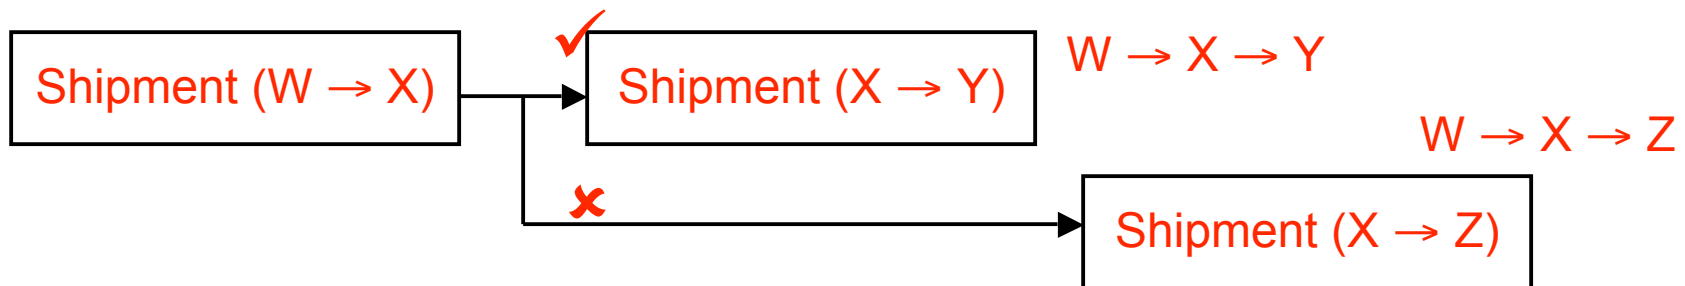 Shipment (W → X)
Shipment (X → Y)
W → X → Y
W → X → Z
Shipment (X → Z)